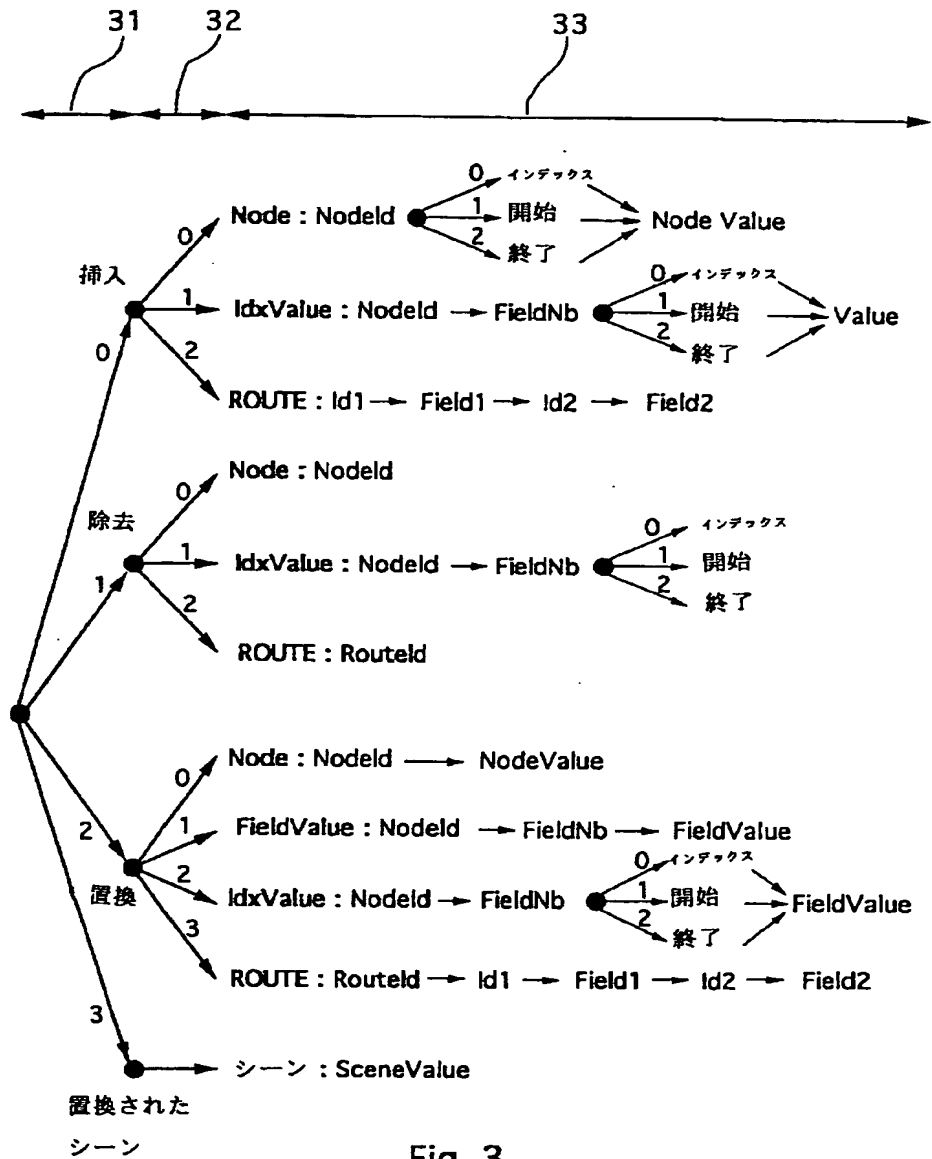 31 32 33
0 インデックス
Node : NodeId 1 開始 Node Value
0 2 終了
挿入 0 インデックス
1 IdxValue : NodeId FieldNb 1 開始 Value
0 2 2 終了
ROUTE : Id1 Field1 Id2 Field2
Node : NodeId
0
除去 0 インデックス
1 1 IdxValue : NodeId FieldNb 1 開始
2 2 終了
ROUTE : RouteId
Node : NodeId NodeValue
0
2 1 FieldValue : NodeId FieldNb FieldValue
0 インデックス
置換 2 IdxValue : NodeId FieldNb 1 開始 FieldValue
3 2 終了
ROUTE : RouteId Id1 Field1 Id2 Field2
3
シーン : SceneValue
置換された
シーン
Fig. 3